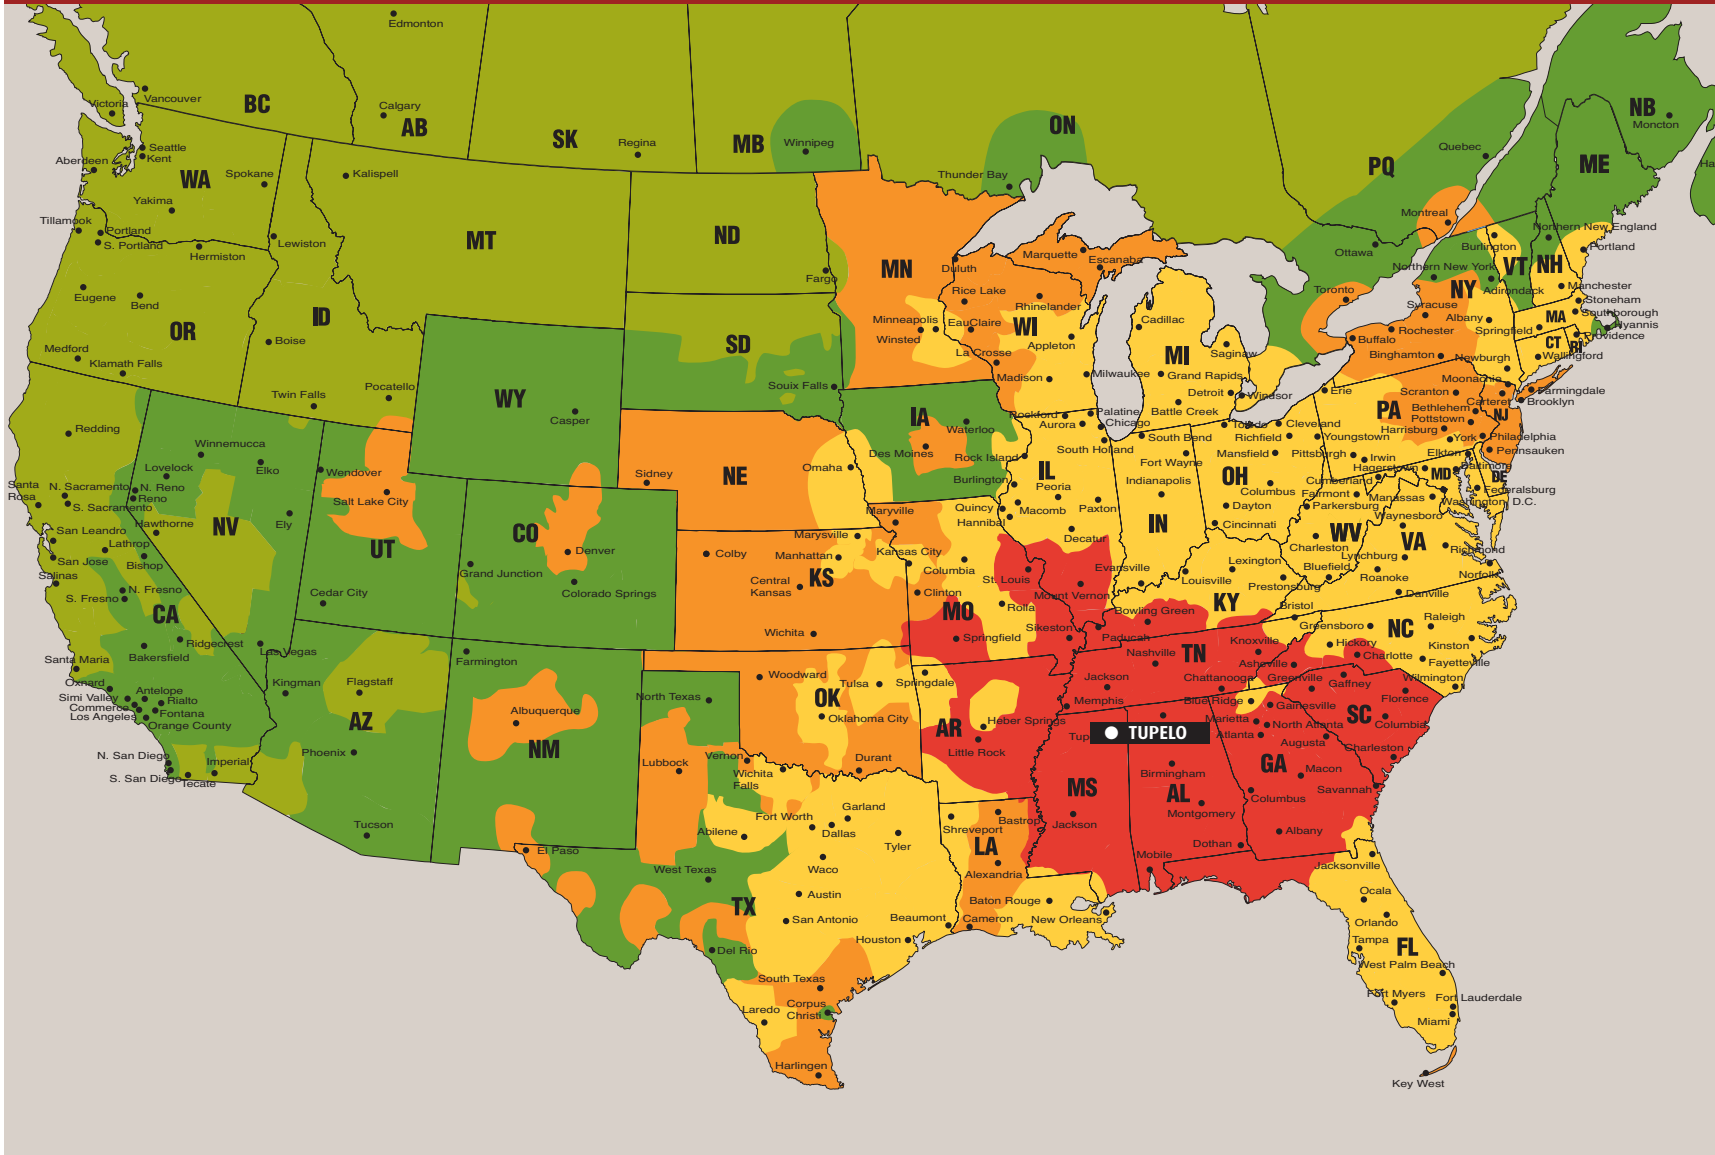 Edmonton
Victoria
Vancouver
BC
Calgary
AB
SK
Regina
MB
Winnipeg
ON
Thunder Bay
PQ
Quebec
NB
Moncton
ME
Ha
Montreal
Ottawa
Toronto
Seattle
Kent
Aberdeen
WA
Spokane
Yakima
Kalispell
Tillamook
Portland
S. Portland
Hermiston
Lewiston
MT
ND
Fargo
MN
Duluth
Marquette
Escanaba
Rice Lake
Rhinelander
Minneapolis
EauClaire
WI
Winsted
Appleton
La Crosse
Madison
Milwaukee
Cadillac
MI
Saginaw
Grand Rapids
Detroit
Windsor
Battle Creek
Northern New England
Portland
Burlington
VT
NH
Northern New York
Adirondack
NY
Manchester
Stoneham
Southborough
Hyannis
Providence
MA
CT
RI
Springfield
Wallingford
Syracuse
Albany
Rochester
Buffalo
Binghamton
Newburgh
Moonachie
Farmingdale
Brooklyn
Carteret
NJ
Scranton
PA
Bethlehem
Pottstown
Harrisburg
York
Philadelphia
Pennsauken
Erie
Eugene
Bend
OR
ID
Boise
Medford
Klamath Falls
Twin Falls
Pocatello
WY
Casper
SD
Souix Falls
IA
Waterloo
Des Moines
Rock Island
Burlington
Rockford
Aurora
Palatine
Chicago
South Holland
South Bend
Fort Wayne
Toledo
Cleveland
Richfield
Youngstown
Mansfield
Pittsburgh
Irwin
Hagerstown
Cumberland
Elkton
MD
Baltimore
DE
Federalsburg
Washington, D.C.
Manassas
Fairmont
Parkersburg
Redding
Winnemucca
Lovelock
Elko
Wendover
Salt Lake City
N. Sacramento
N. Reno
Reno
Santa Rosa
S. Sacramento
Hawthorne
NV
Ely
San Leandro
Lathrop
San Jose
Bishop
Salinas
N. Fresno
S. Fresno
CA
UT
CO
Denver
Grand Junction
Colorado Springs
Cedar City
Sidney
NE
Omaha
Maryville
Marysville
Manhattan
Colby
KS
Central Kansas
Kansas City
Wichita
IL
Peoria
Macomb
Paxton
Quincy
Hannibal
Decatur
Indianapolis
IN
OH
Columbus
Dayton
Cincinnati
WV
Charleston
Waynesboro
VA
Lynchburg
Richmond
Bluefield
Roanoke
Norfolk
Danville
Columbia
St. Louis
Clinton
MO
Rolla
Mount Vernon
Evansville
Louisville
Lexington
Prestonsburg
KY
Bowling Green
Bristol
Sikeston
Paducah
Springfield
Ridgecrest
Bakersfield
Las Vegas
Santa Maria
Kingman
Flagstaff
Oxnard
Antelope
Simi Valley
Rialto
Commerce
Fontana
Los Angeles
Orange County
AZ
Farmington
Albuquerque
NM
N. San Diego
Imperial
S. San Diego
Tecate
Phoenix
Tucson
El Paso
North Texas
Woodward
Tulsa
OK
Oklahoma City
Springdale
Lubbock
Vernon
Wichita Falls
Durant
AR
Heber Springs
Little Rock
Nashville
TN
Knoxville
Jackson
Memphis
Chattanooga
Greensboro
Raleigh
NC
Hickory
Charlotte
Kinston
Fayetteville
Asheville
Greenville
Gaffney
Wilmington
Blue Ridge
Gainesville
Florence
SC
Marietta
North Atlanta
Atlanta
Columbia
Augusta
Charleston
Tup
TUPELO
GA
Macon
Birmingham
MS
AL
Columbus
Savannah
Montgomery
Jackson
Albany
Dothan
Mobile
Garland
Fort Worth
Dallas
Abilene
Tyler
Waco
West Texas
TX
Austin
San Antonio
Beaumont
Houston
Del Rio
South Texas
Laredo
Corpus Christi
Harlingen
Shreveport
Bastrop
LA
Alexandria
Baton Rouge
Cameron
New Orleans
Jacksonville
Ocala
Orlando
Tampa
FL
West Palm Beach
Fort Myers
Fort Lauderdale
Miami
Key West